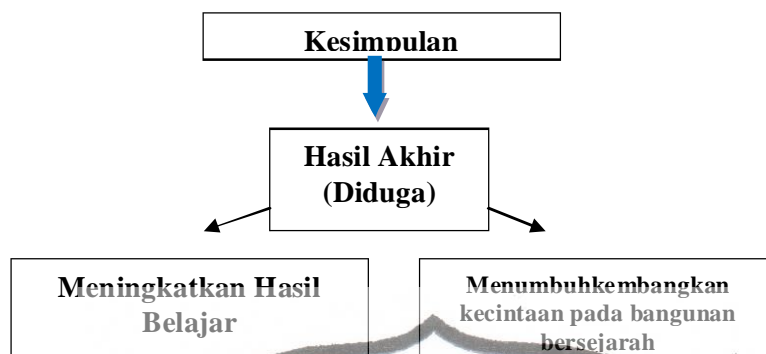 Kesimpulan
Hasil Akhir
(Diduga)
Meningkatkan Hasil
Belajar
Menumbuhkembangkan
kecintaan pada bangunan
bersejarah